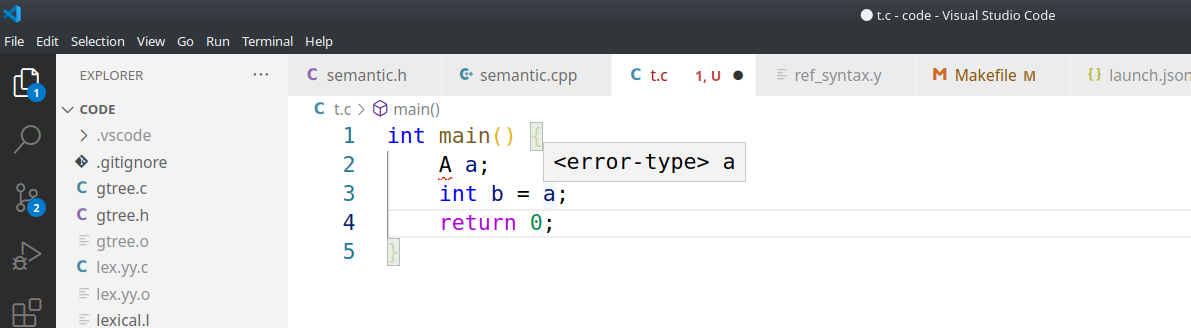 t.c - code - Visual Studio Code
File Edit Selection View Go Run Terminal Help
EXPLORER ··· semantic.h semantic.cpp t.c 1, U ref_syntax.y Makefile M launch.json
1
CODE
t.c > main()
.vscode
.gitignore
gtree.c
gtree.h
gtree.o
lex.yy.c
lex.yy.o
lexical.l
2
1 int main() {
2 A a;
<error-type> a
3 int b = a;
4 return 0;
5 }